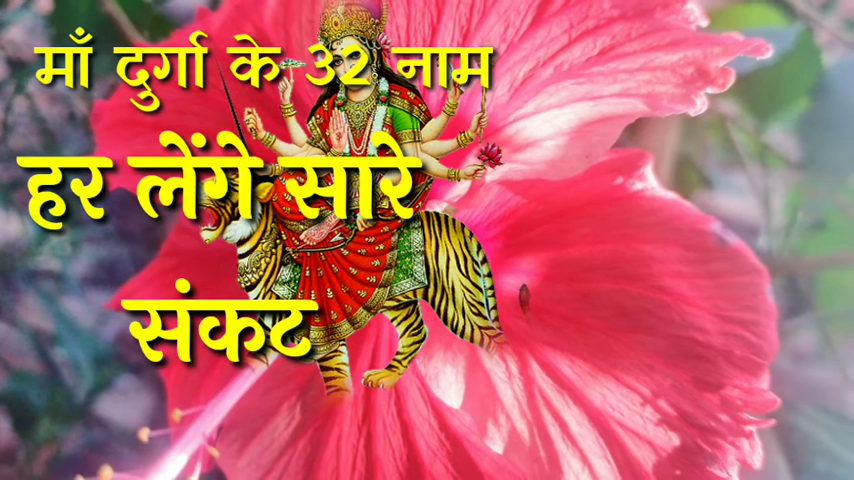 माँ दुर्गा के 32 नाम
हर लेंगे सारे
संकट